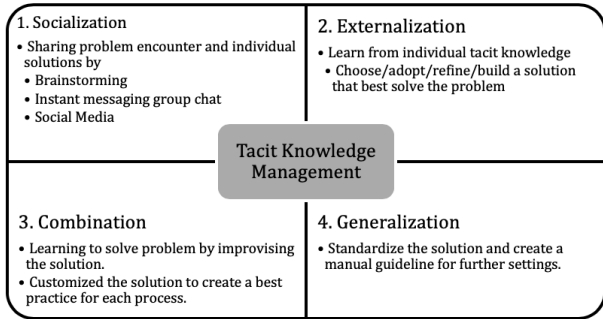 1. Socialization
• Sharing problem encounter and individual
solutions by
• Brainstorming
• Instant messaging group chat
• Social Media
2. Externalization
• Learn from individual tacit knowledge
• Choose/adopt/refine/build a solution
that best solve the problem
Tacit Knowledge
Management
3. Combination
• Learning to solve problem by improvising
the solution.
• Customized the solution to create a best
practice for each process.
4. Generalization
• Standardize the solution and create a
manual guideline for further settings.